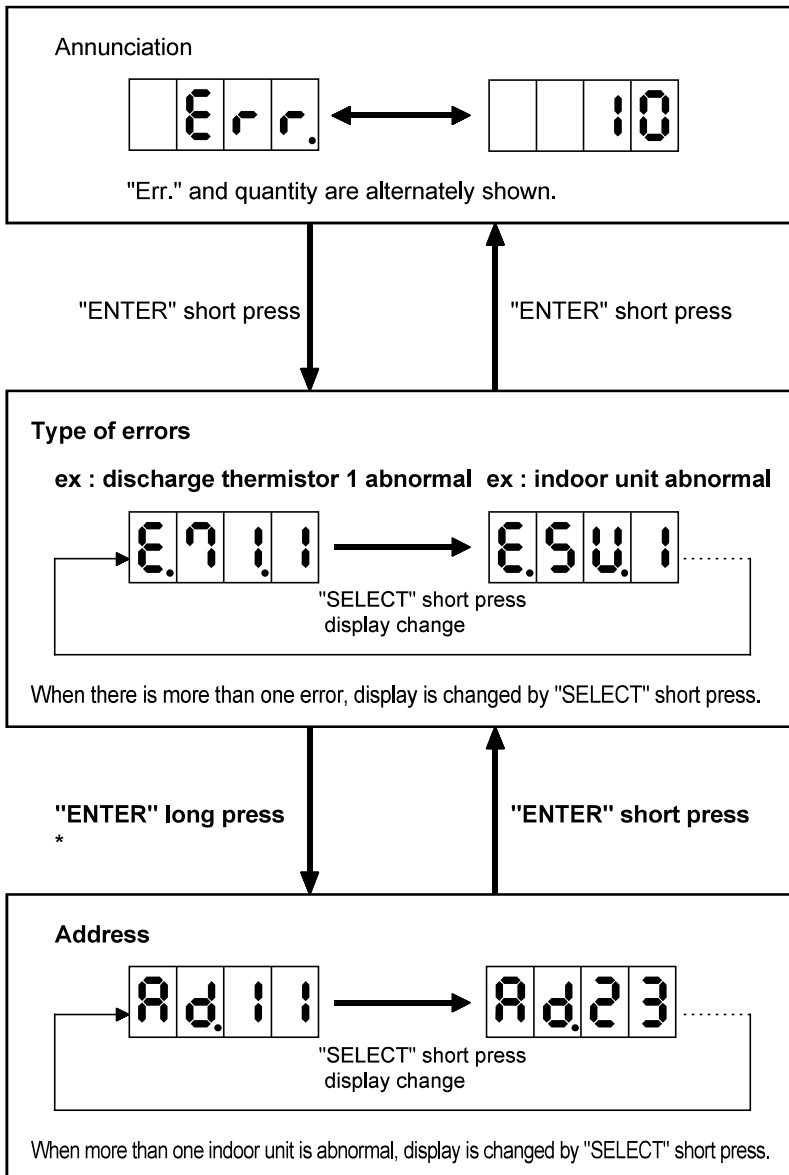 Annunciation
Err. 10
"Err." and quantity are alternately shown.
"ENTER" short press "ENTER" short press
Type of errors
ex : discharge thermistor 1 abnormal ex : indoor unit abnormal
E.71.1 E.5U.1
"SELECT" short press
display change
When there is more than one error, display is changed by "SELECT" short press.
"ENTER" long press "ENTER" short press
*
Address
Ad.11 Ad.23
"SELECT" short press
display change
When more than one indoor unit is abnormal, display is changed by "SELECT" short press.